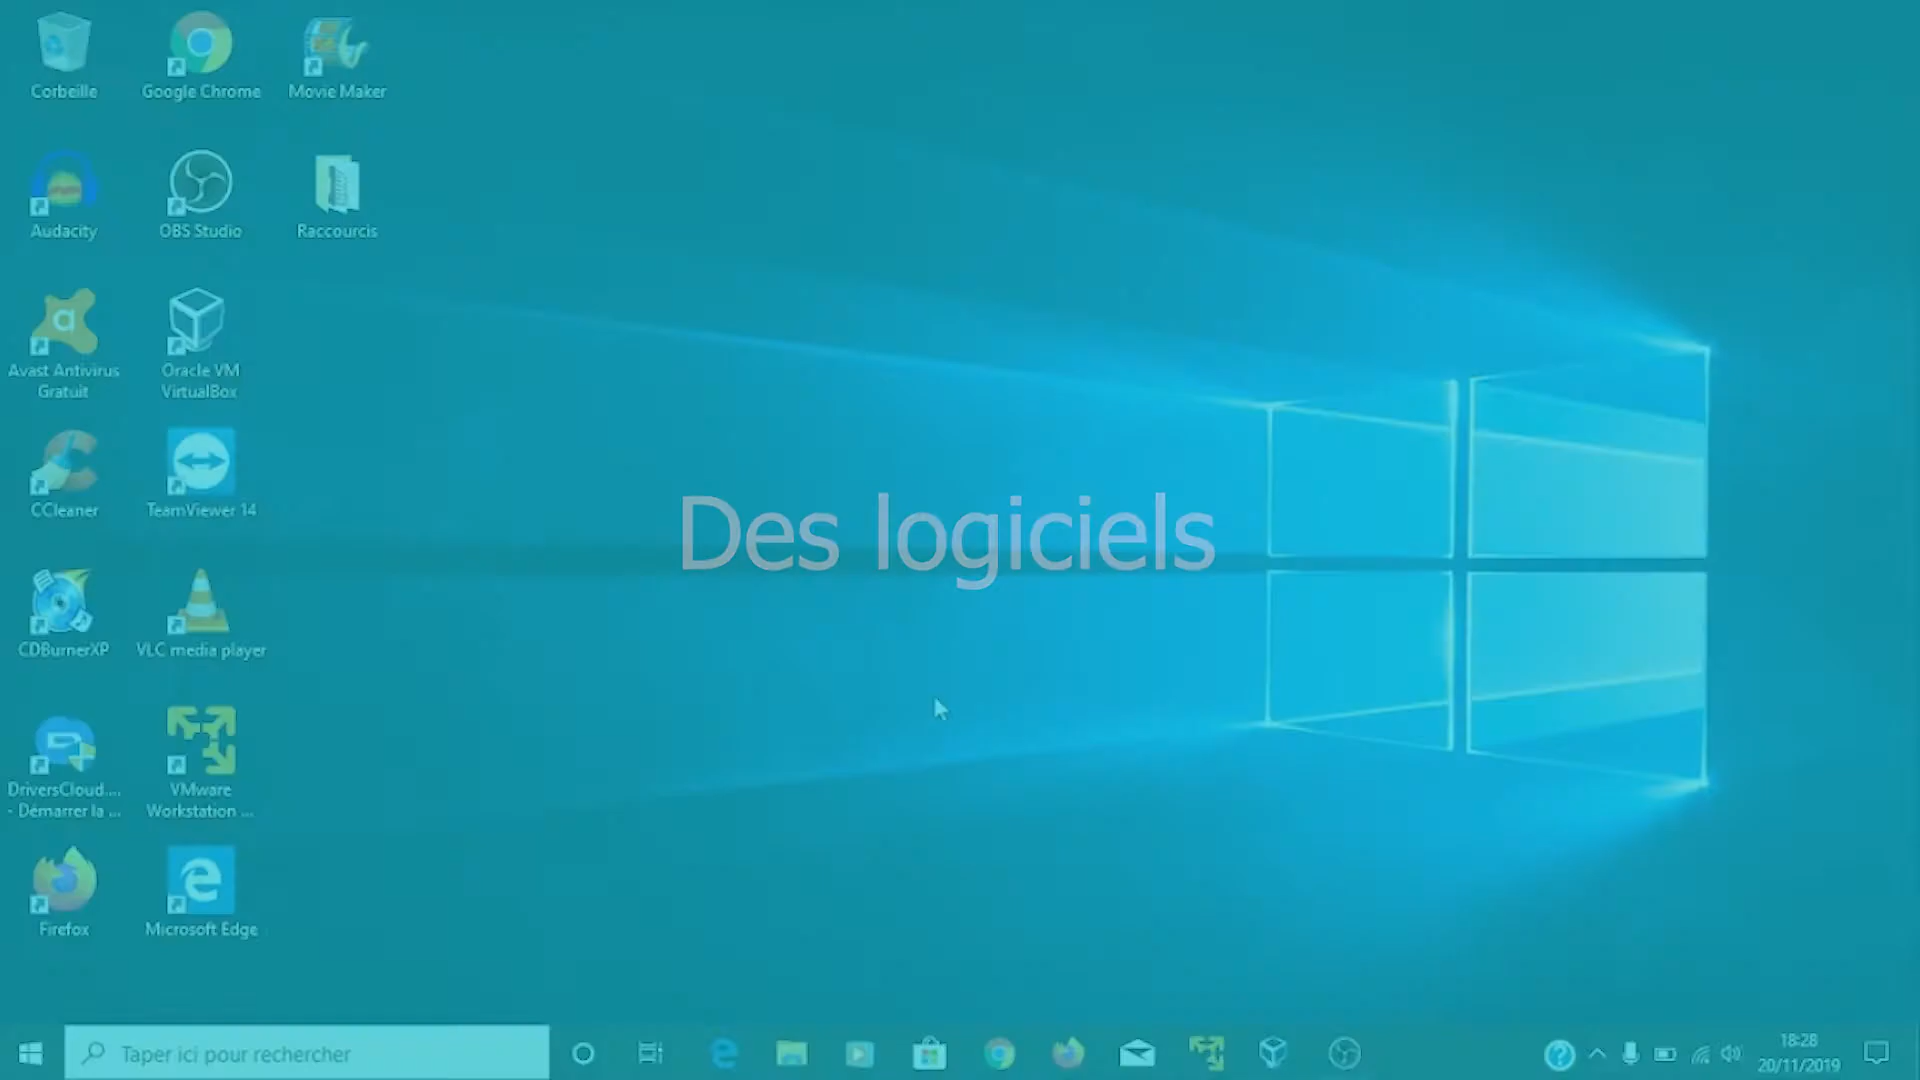 Corbeille
Google Chrome
Movie Maker
Audacity
OBS Studio
Raccourcis
Avast Antivirus
Gratuit
Oracle VM
VirtualBox
CCleaner
TeamViewer 14
Des logiciels
CDBurnerXP
VLC media player
DriversCloud....
- Démarrer la ...
VMware
Workstation ...
Firefox
Microsoft Edge
Taper ici pour rechercher
18:28
20/11/2019